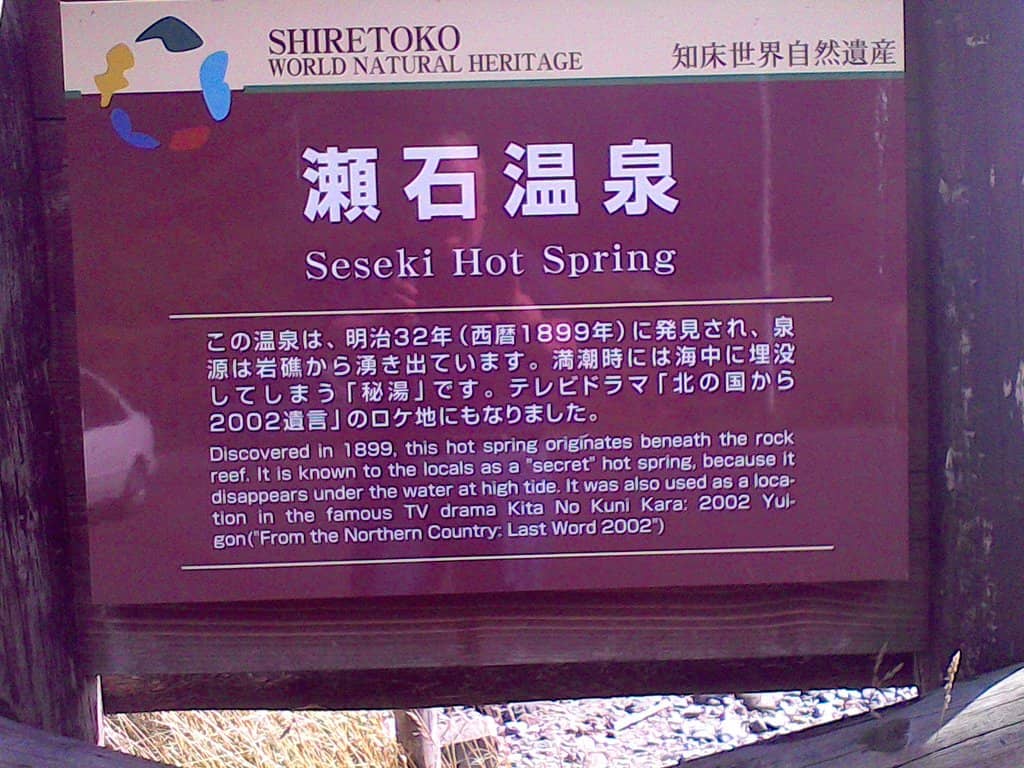 SHIRETOKO
WORLD NATURAL HERITAGE
知床世界自然遺産
瀬石温泉
Seseki Hot Spring
この温泉は、明治32年(西暦1899年)に発見され、泉
源は岩礁から湧き出ています。満潮時には海中に埋没
してしまう「秘湯」です。テレビドラマ「北の国から
2002遺言」のロケ地にもなりました。
Discovered in 1899, this hot spring originates beneath the rock
reef. It is known to the locals as a "secret" hot spring, because it
disappears under the water at high tide. It was also used as a loca-
tion in the famous TV drama Kita No Kuni Kara: 2002 Yui-
gon("From the Northern Country: Last Word 2002")